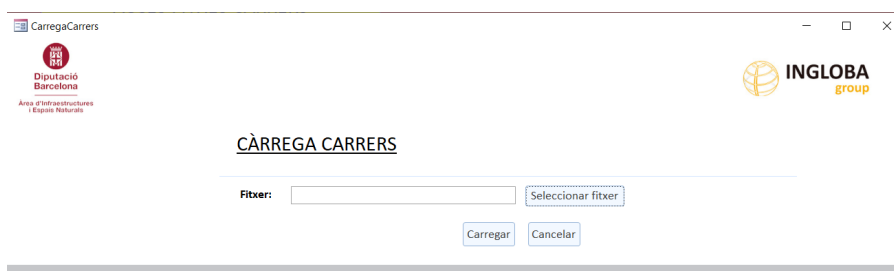 CarregaCarrers
Diputació
Barcelona
Àrea d'Infraestructures
i Espais Naturals
INGLOBA
group
CÀRREGA CARRERS
Fitxer:
Seleccionar fitxer
Carregar
Cancelar